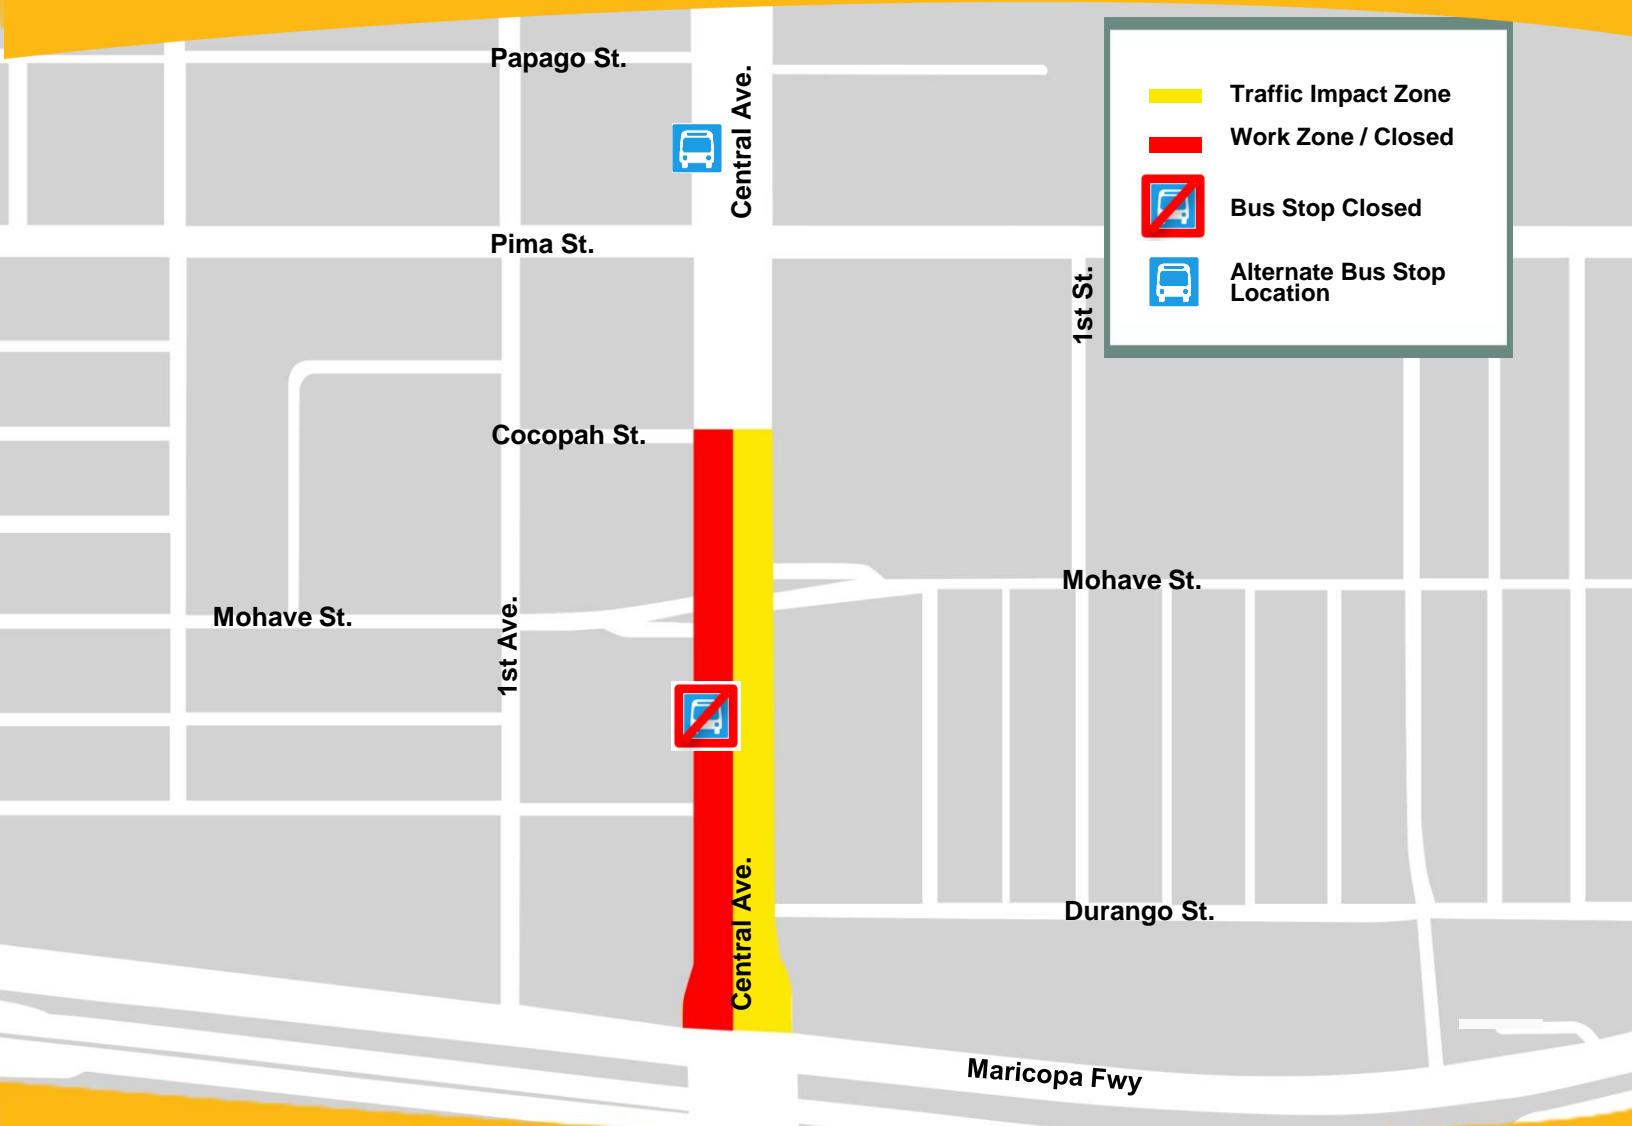 Papago St.
Central Ave.
Traffic Impact Zone
Work Zone / Closed
Bus Stop Closed
Alternate Bus Stop
Location
Pima St.
1st St.
Cocopah St.
Mohave St.
Mohave St.
1st Ave.
Central Ave.
Durango St.
Maricopa Fwy